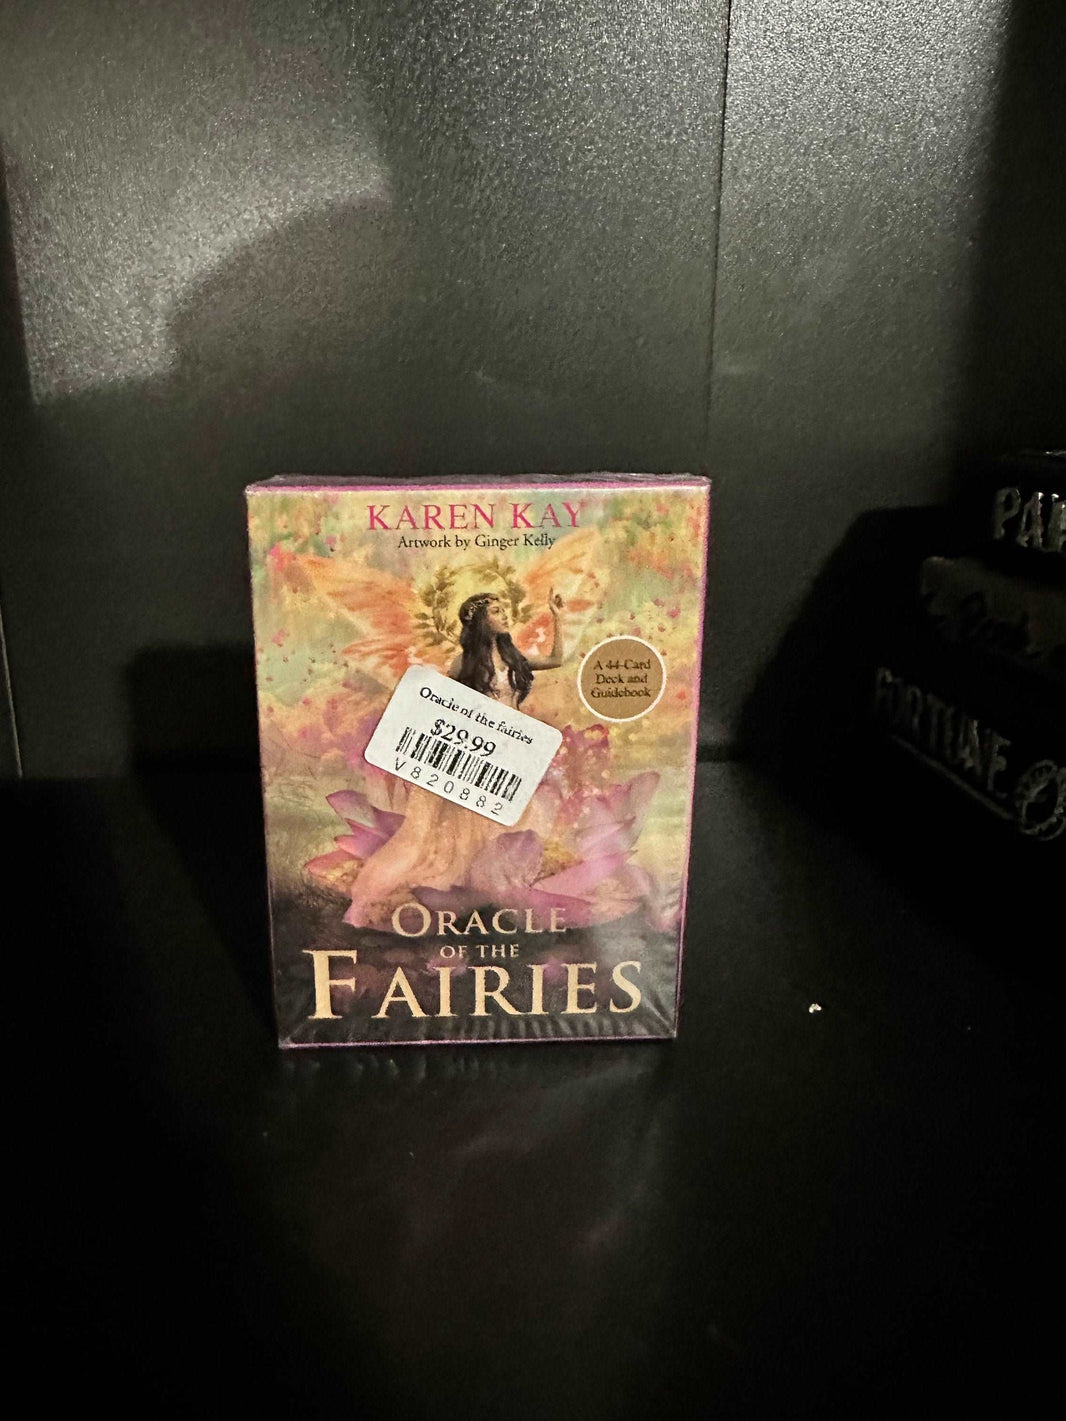 KAREN KAY
Artwork by Ginger Kelly
A 44-Card
Deck and
Guidebook
Oracle of the fairies
$29.99
V820882
ORACLE
OF THE
FAIRIES
FORTUNE